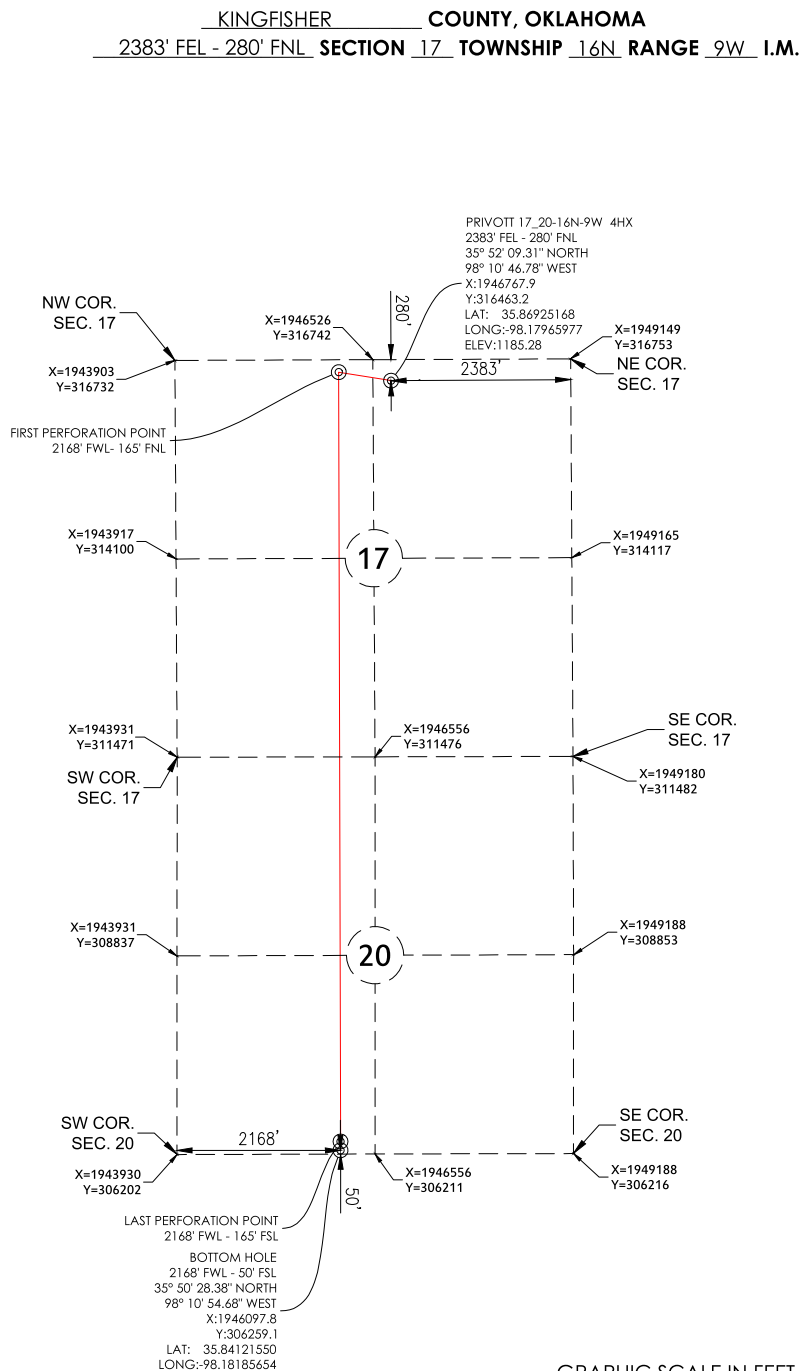 KINGFISHER COUNTY, OKLAHOMA
2383' FEL - 280' FNL SECTION 17 TOWNSHIP 16N RANGE 9W I.M.
PRIVOTT 17_20-16N-9W 4HX
2383' FEL - 280' FNL
35° 52' 09.31" NORTH
98° 10' 46.78" WEST
X:1946767.9
Y:316463.2
LAT: 35.86925168
LONG:-98.17965977
ELEV:1185.28
NW COR.
SEC. 17
X=1946526
Y=316742
280'
X=1949149
Y=316753
NE COR.
SEC. 17
X=1943903
Y=316732
2383'
FIRST PERFORATION POINT
2168' FWL- 165' FNL
X=1943917
Y=314100
17
X=1949165
Y=314117
X=1943931
Y=311471
X=1946556
Y=311476
SE COR.
SEC. 17
SW COR.
SEC. 17
X=1949180
Y=311482
X=1943931
Y=308837
20
X=1949188
Y=308853
SW COR.
SEC. 20
2168'
SE COR.
SEC. 20
X=1943930
Y=306202
X=1946556
Y=306211
X=1949188
Y=306216
50'
LAST PERFORATION POINT
2168' FWL - 165' FSL
BOTTOM HOLE
2168' FWL - 50' FSL
35° 50' 28.38" NORTH
98° 10' 54.68" WEST
X:1946097.8
Y:306259.1
LAT: 35.84121550
LONG:-98.18185654
GRAPHIC SCALE IN FEET